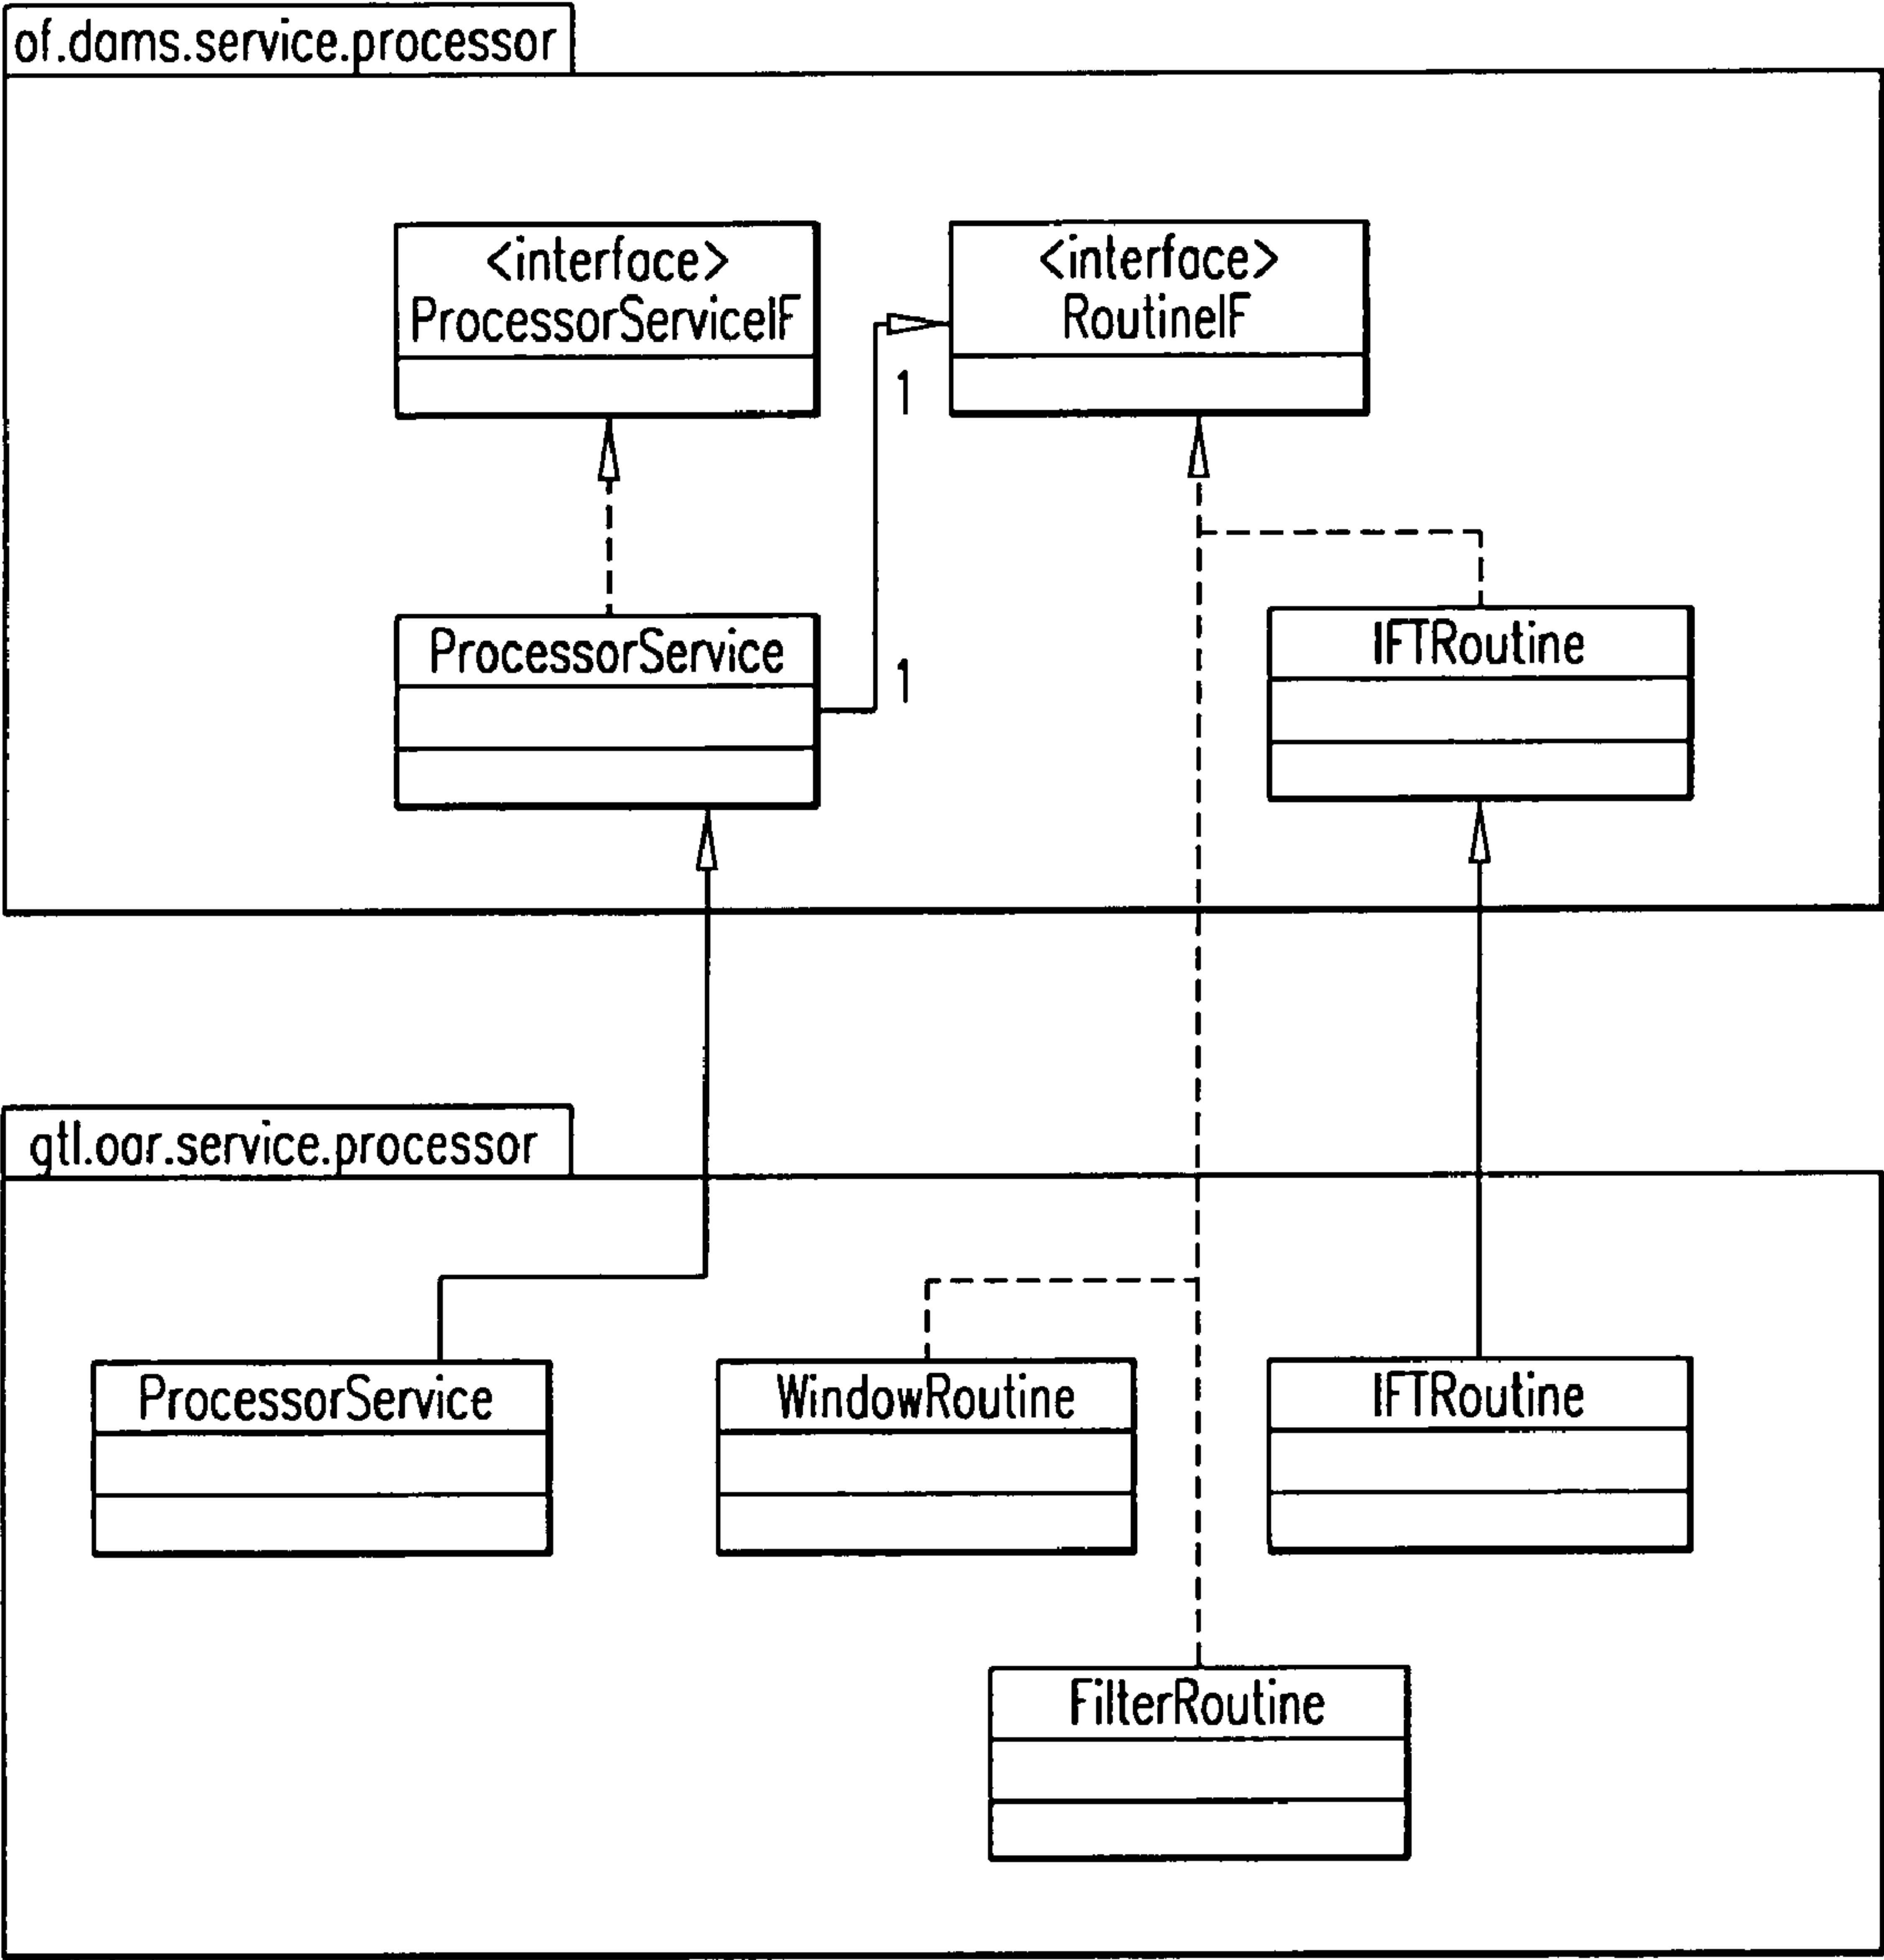 of.dams.service.processor
<interface>
ProcessorServiceIF
<interface>
RoutineIF
1
ProcessorService
1
IFTRoutine
qtl.oar.service.processor
ProcessorService
WindowRoutine
IFTRoutine
FilterRoutine